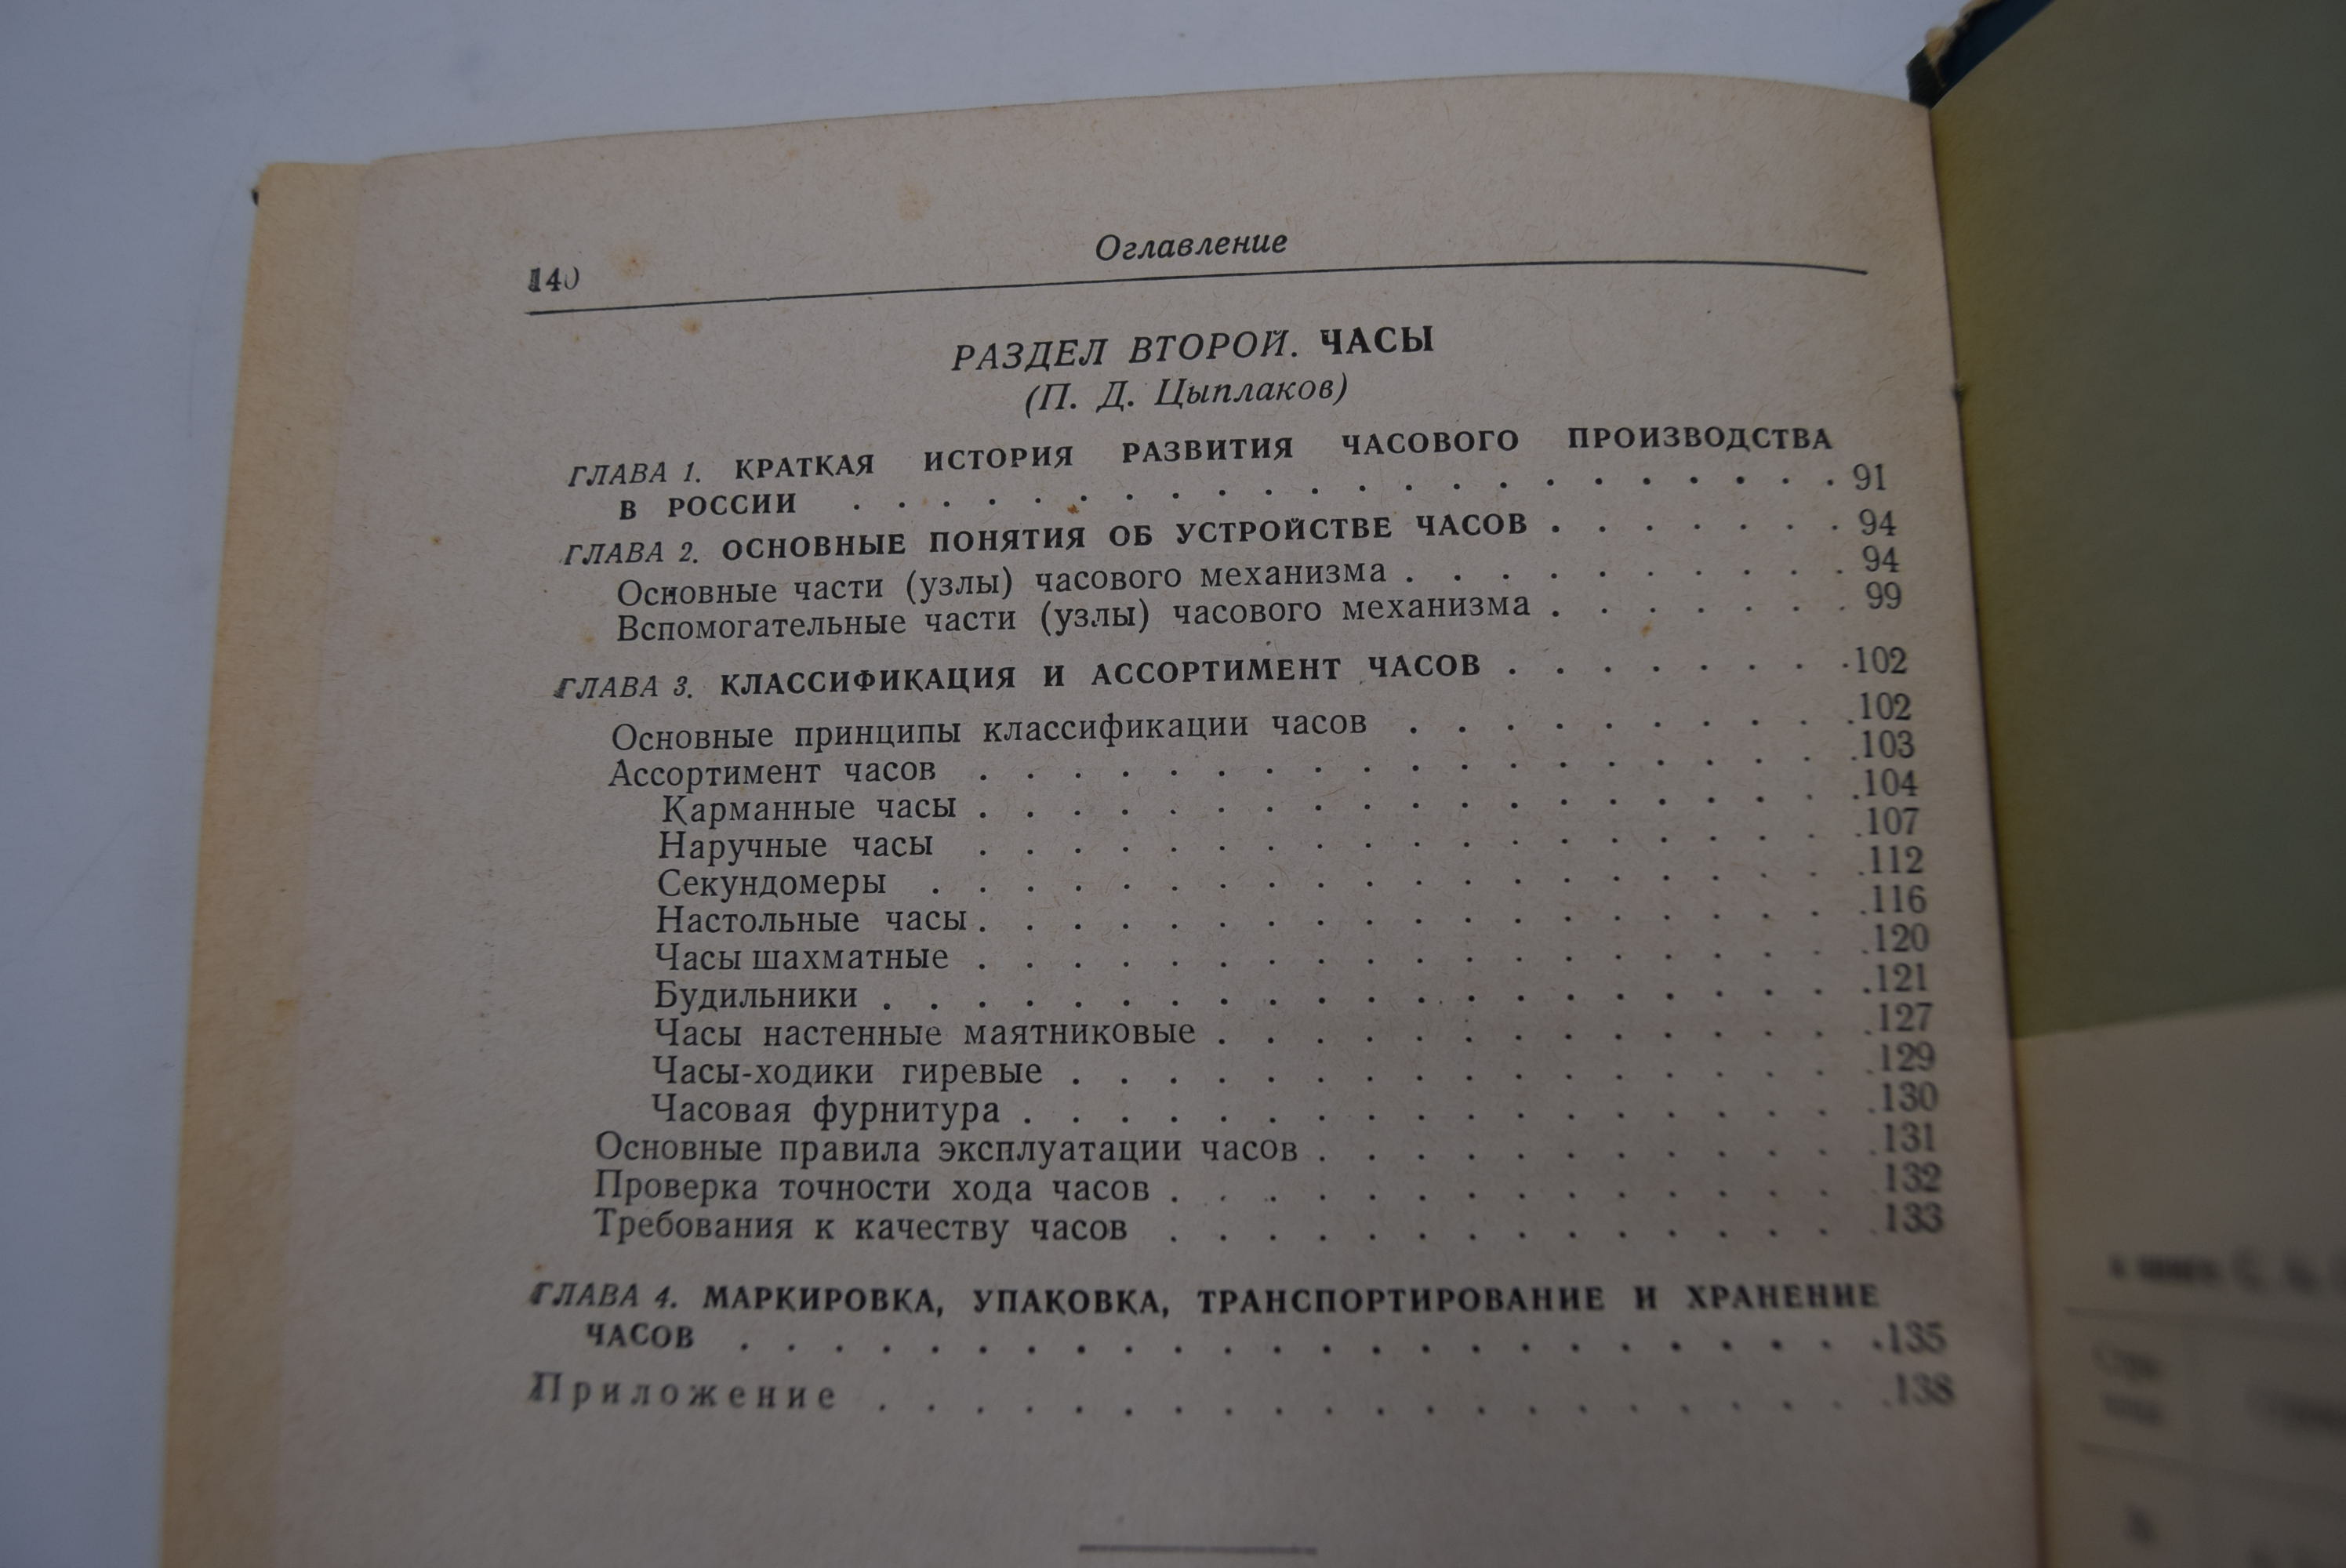 140
Оглавление
РАЗДЕЛ ВТОРОЙ. ЧАСЫ
(П. Д. Цыплаков)
ГЛАВА 1. КРАТКАЯ ИСТОРИЯ РАЗВИТИЯ ЧАСОВОГО ПРОИЗВОДСТВА
В РОССИИ . . . . . . . . . . . . . . . . . . . . . . 91
ГЛАВА 2. ОСНОВНЫЕ ПОНЯТИЯ ОБ УСТРОЙСТВЕ ЧАСОВ . . . . . . . 94
Основные части (узлы) часового механизма . . . . . . . . . . 94
Вспомогательные части (узлы) часового механизма . . . . . . . 99
ГЛАВА 3. КЛАССИФИКАЦИЯ И АССОРТИМЕНТ ЧАСОВ . . . . . . . . 102
Основные принципы классификации часов . . . . . . . . . . 102
Ассортимент часов . . . . . . . . . . . . . . . . . . . 103
Карманные часы . . . . . . . . . . . . . . . . . . . 104
Наручные часы . . . . . . . . . . . . . . . . . . . 107
Секундомеры . . . . . . . . . . . . . . . . . . . . 112
Настольные часы . . . . . . . . . . . . . . . . . . . 116
Часы шахматные . . . . . . . . . . . . . . . . . . . 120
Будильники . . . . . . . . . . . . . . . . . . . . . 121
Часы настенные маятниковые . . . . . . . . . . . . . . 127
Часы-ходики гиревые . . . . . . . . . . . . . . . . . 129
Часовая фурнитура . . . . . . . . . . . . . . . . . . 130
Основные правила эксплуатации часов . . . . . . . . . . . . 131
Проверка точности хода часов . . . . . . . . . . . . . . . 132
Требования к качеству часов . . . . . . . . . . . . . . . 133
ГЛАВА 4. МАРКИРОВКА, УПАКОВКА, ТРАНСПОРТИРОВАНИЕ И ХРАНЕНИЕ
ЧАСОВ . . . . . . . . . . . . . . . . . . . . . . . . 135
Приложение . . . . . . . . . . . . . . . . . . . . . 138